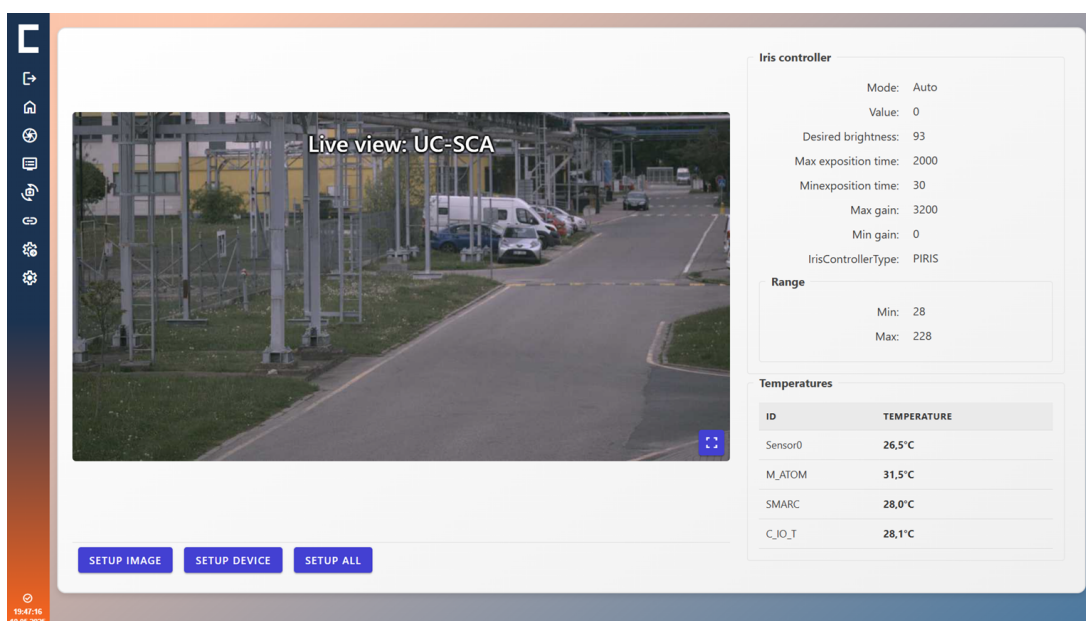 Live view: UC-SCA
SETUP IMAGE
SETUP DEVICE
SETUP ALL
19:47:16
Iris controller
Mode: Auto
Value: 0
Desired brightness: 93
Max exposition time: 2000
Minexposition time: 30
Max gain: 3200
Min gain: 0
IrisControllerType: PIRIS
Range
Min: 28
Max: 228
Temperatures
ID TEMPERATURE
Sensor0 26,5°C
M_ATOM 31,5°C
SMARC 28,0°C
C_IO_T 28,1°C